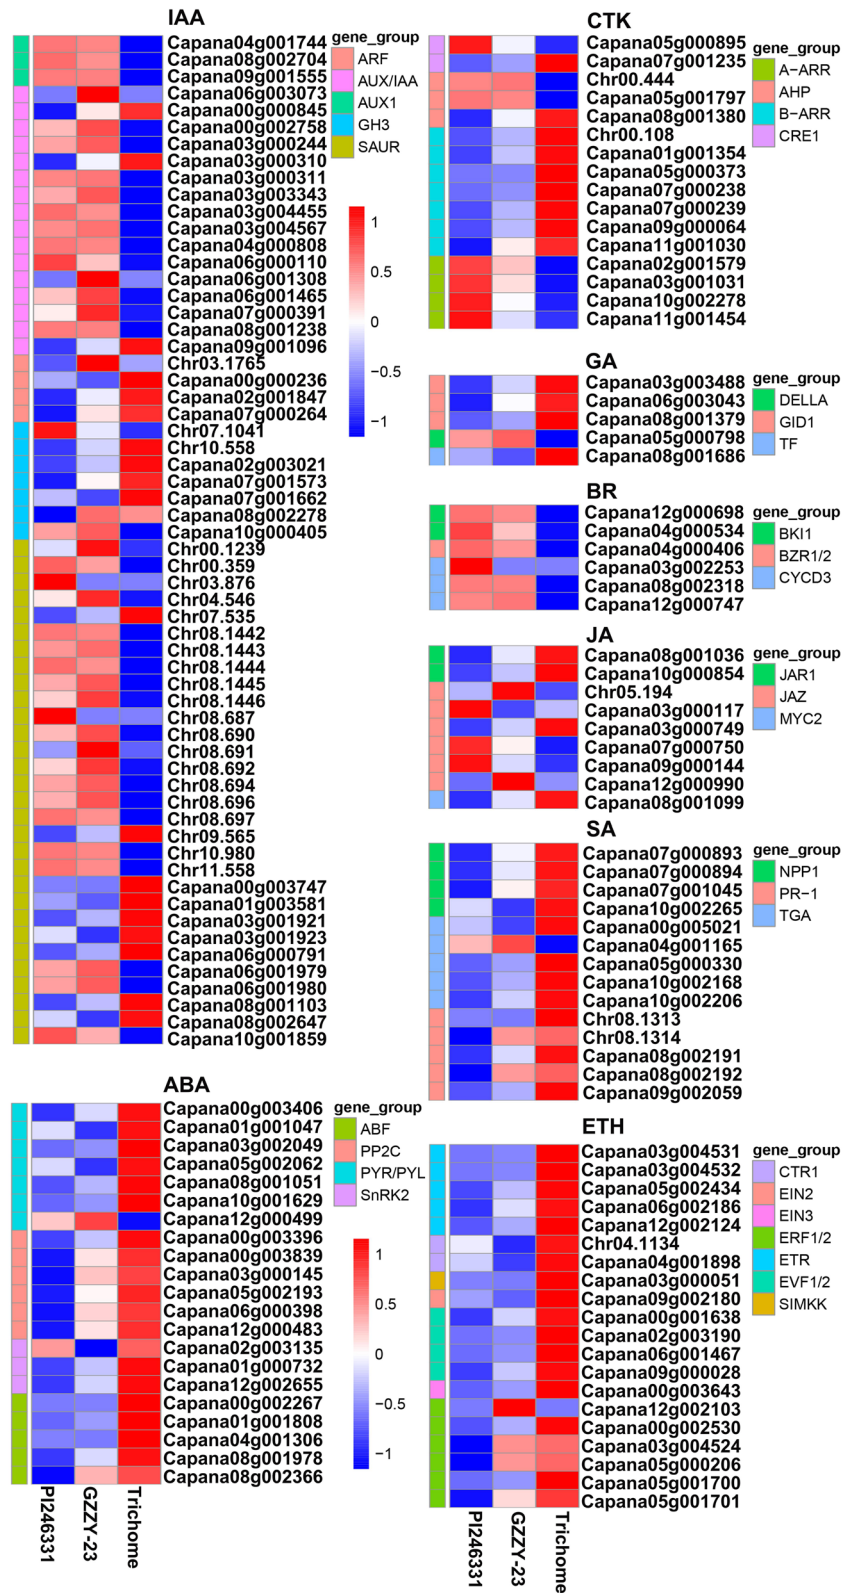 IAA
Capana04g001744
Capana08g002704
Capana09g001555
Capana06g003073
Capana00g000845
Capana00g002758
Capana03g000244
Capana03g000310
Capana03g000311
Capana03g003343
Capana03g004455
Capana03g004567
Capana04g000808
Capana06g000110
Capana06g001308
Capana06g001465
Capana07g000391
Capana08g001238
Capana09g001096
Chr03.1765
Capana00g000236
Capana02g001847
Capana07g000264
Chr07.1041
Chr10.558
Capana02g003021
Capana07g001573
Capana07g001662
Capana08g002278
Capana10g000405
Chr00.1239
Chr00.359
Chr03.876
Chr04.546
Chr07.535
Chr08.1442
Chr08.1443
Chr08.1444
Chr08.1445
Chr08.1446
Chr08.687
Chr08.690
Chr08.691
Chr08.692
Chr08.694
Chr08.696
Chr08.697
Chr09.565
Chr10.980
Chr11.558
Capana00g003747
Capana01g003581
Capana03g001921
Capana03g001923
Capana06g000791
Capana06g001979
Capana06g001980
Capana08g001103
Capana08g002647
Capana10g001859
gene_group
ARF
AUX/IAA
AUX1
GH3
SAUR
1
0.5
0
−0.5
−1
ABA
Capana00g003406
Capana01g001047
Capana03g002049
Capana05g002062
Capana08g001051
Capana10g001629
Capana12g000499
Capana00g003396
Capana00g003839
Capana03g000145
Capana05g002193
Capana06g000398
Capana12g000483
Capana02g003135
Capana01g000732
Capana12g002655
Capana00g002267
Capana01g001808
Capana04g001306
Capana08g001978
Capana08g002366
gene_group
ABF
PP2C
PYR/PYL
SnRK2
1
0.5
0
−0.5
−1
PI246331
GZZY-23
Trichome
CTK
Capana05g000895
Capana07g001235
Chr00.444
Capana05g001797
Capana08g001380
Chr00.108
Capana01g001354
Capana05g000373
Capana07g000238
Capana07g000239
Capana09g000064
Capana11g001030
Capana02g001579
Capana03g001031
Capana10g002278
Capana11g001454
gene_group
A−ARR
AHP
B−ARR
CRE1
GA
Capana03g003488
Capana06g003043
Capana08g001379
Capana05g000798
Capana08g001686
gene_group
DELLA
GID1
TF
BR
Capana12g000698
Capana04g000534
Capana04g000406
Capana03g002253
Capana08g002318
Capana12g000747
gene_group
BKI1
BZR1/2
CYCD3
JA
Capana08g001036
Capana10g000854
Chr05.194
Capana03g000117
Capana03g000749
Capana07g000750
Capana09g000144
Capana12g000990
Capana08g001099
gene_group
JAR1
JAZ
MYC2
SA
Capana07g000893
Capana07g000894
Capana07g001045
Capana10g002265
Capana00g005021
Capana04g001165
Capana05g000330
Capana10g002168
Capana10g002206
Chr08.1313
Chr08.1314
Capana08g002191
Capana08g002192
Capana09g002059
gene_group
NPP1
PR−1
TGA
ETH
Capana03g004531
Capana03g004532
Capana05g002434
Capana06g002186
Capana12g002124
Chr04.1134
Capana04g001898
Capana03g000051
Capana09g002180
Capana00g001638
Capana02g003190
Capana06g001467
Capana09g000028
Capana00g003643
Capana12g002103
Capana00g002530
Capana03g004524
Capana05g000206
Capana05g001700
Capana05g001701
gene_group
CTR1
EIN2
EIN3
ERF1/2
ETR
EVF1/2
SIMKK
PI246331
GZZY-23
Trichome